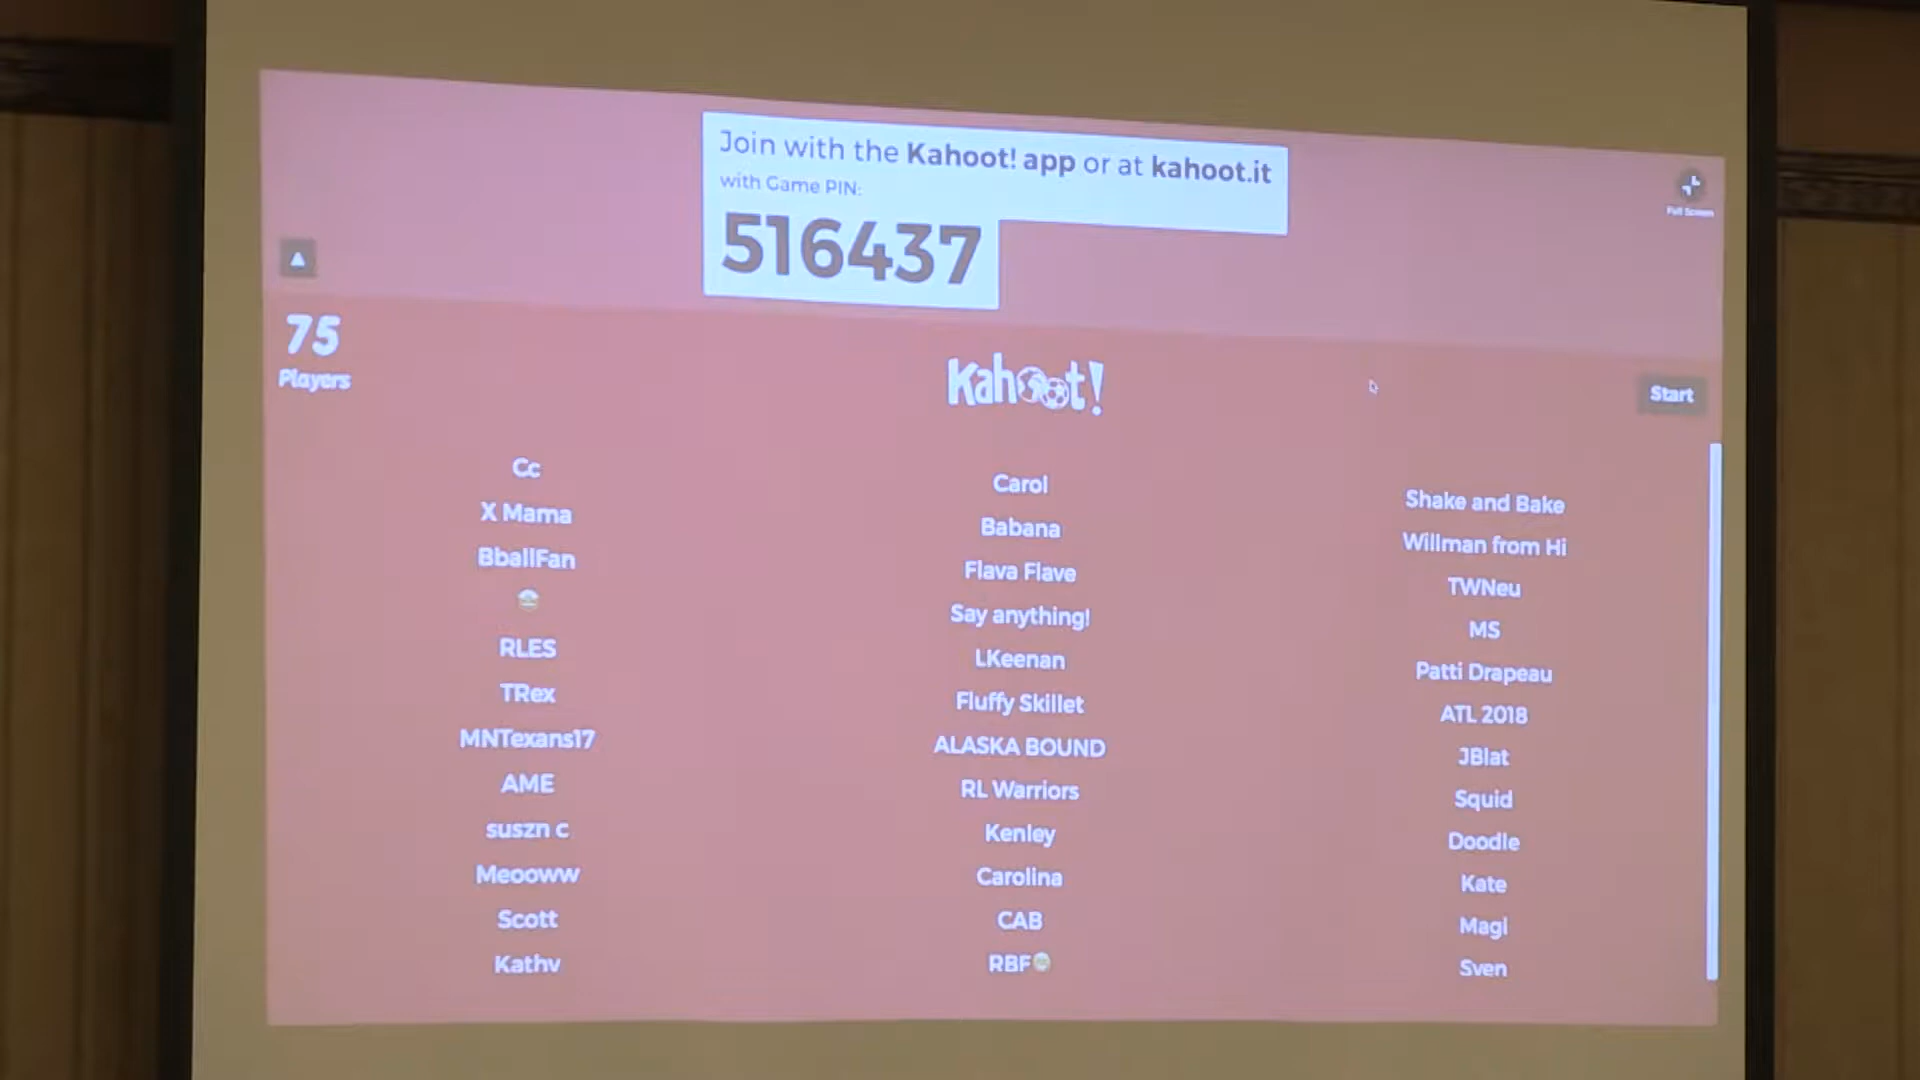 Join with the Kahoot! app or at kahoot.it
with Game PIN:
516437
Full Screen
75
Players
Kahoot!
Start
Cc
Carol
Shake and Bake
X Mama
Babana
Willman from Hi
BballFan
Flava Flave
TWNeu
Say anything!
MS
RLES
LKeenan
Patti Drapeau
TRex
Fluffy Skillet
ATL 2018
MNTexans17
ALASKA BOUND
JBlat
AME
RL Warriors
Squid
suszn c
Kenley
Doodle
Meooww
Carolina
Kate
Scott
CAB
Magi
Kathy
RBF
Sven